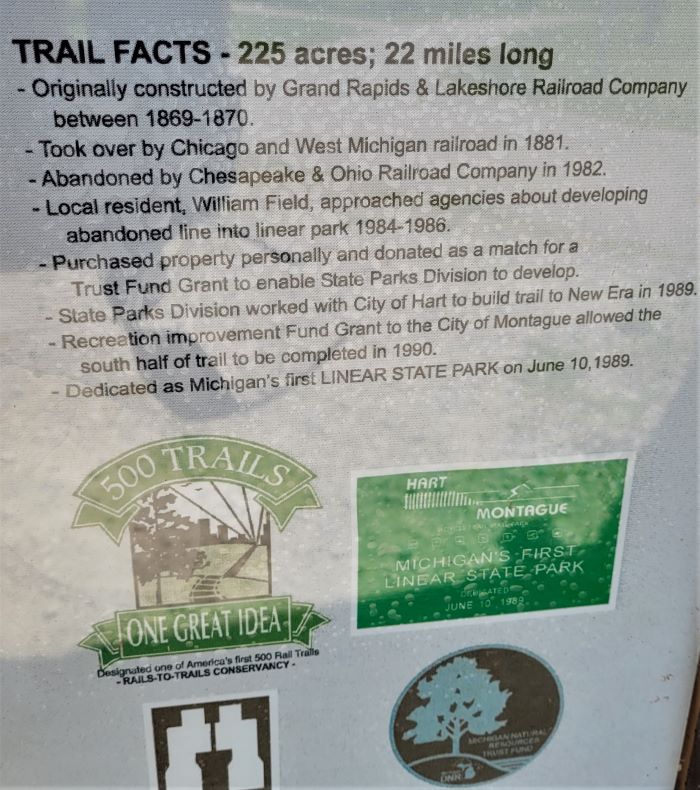 TRAIL FACTS - 225 acres; 22 miles long
- Originally constructed by Grand Rapids & Lakeshore Railroad Company
between 1869-1870.
- Took over by Chicago and West Michigan railroad in 1881.
- Abandoned by Chesapeake & Ohio Railroad Company in 1982.
- Local resident, William Field, approached agencies about developing
abandoned line into linear park 1984-1986.
- Purchased property personally and donated as a match for a
Trust Fund Grant to enable State Parks Division to develop.
- State Parks Division worked with City of Hart to build trail to New Era in 1989.
- Recreation improvement Fund Grant to the City of Montague allowed the
south half of trail to be completed in 1990.
- Dedicated as Michigan's first LINEAR STATE PARK on June 10,1989.
500 TRAILS
ONE GREAT IDEA
Designated one of America's first 500 Rail Trails
- RAILS-TO-TRAILS CONSERVANCY -
HART
MONTAGUE
BICYCLE TRAIL STATE PARK
MICHIGAN'S FIRST
LINEAR STATE PARK
DEDICATED
JUNE 10 1989
MICHIGAN NATURAL
RESOURCES
TRUST FUND
DNR